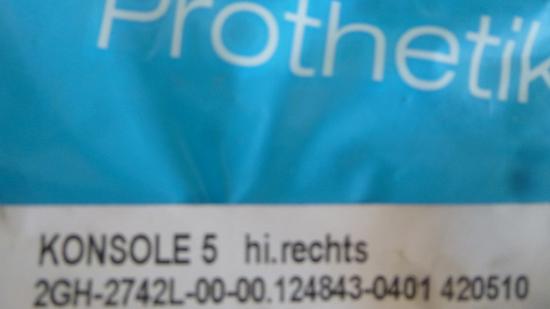 Prothetik
KONSOLE 5 hi.rechts
2GH-2742L-00-00.124843-0401 420510